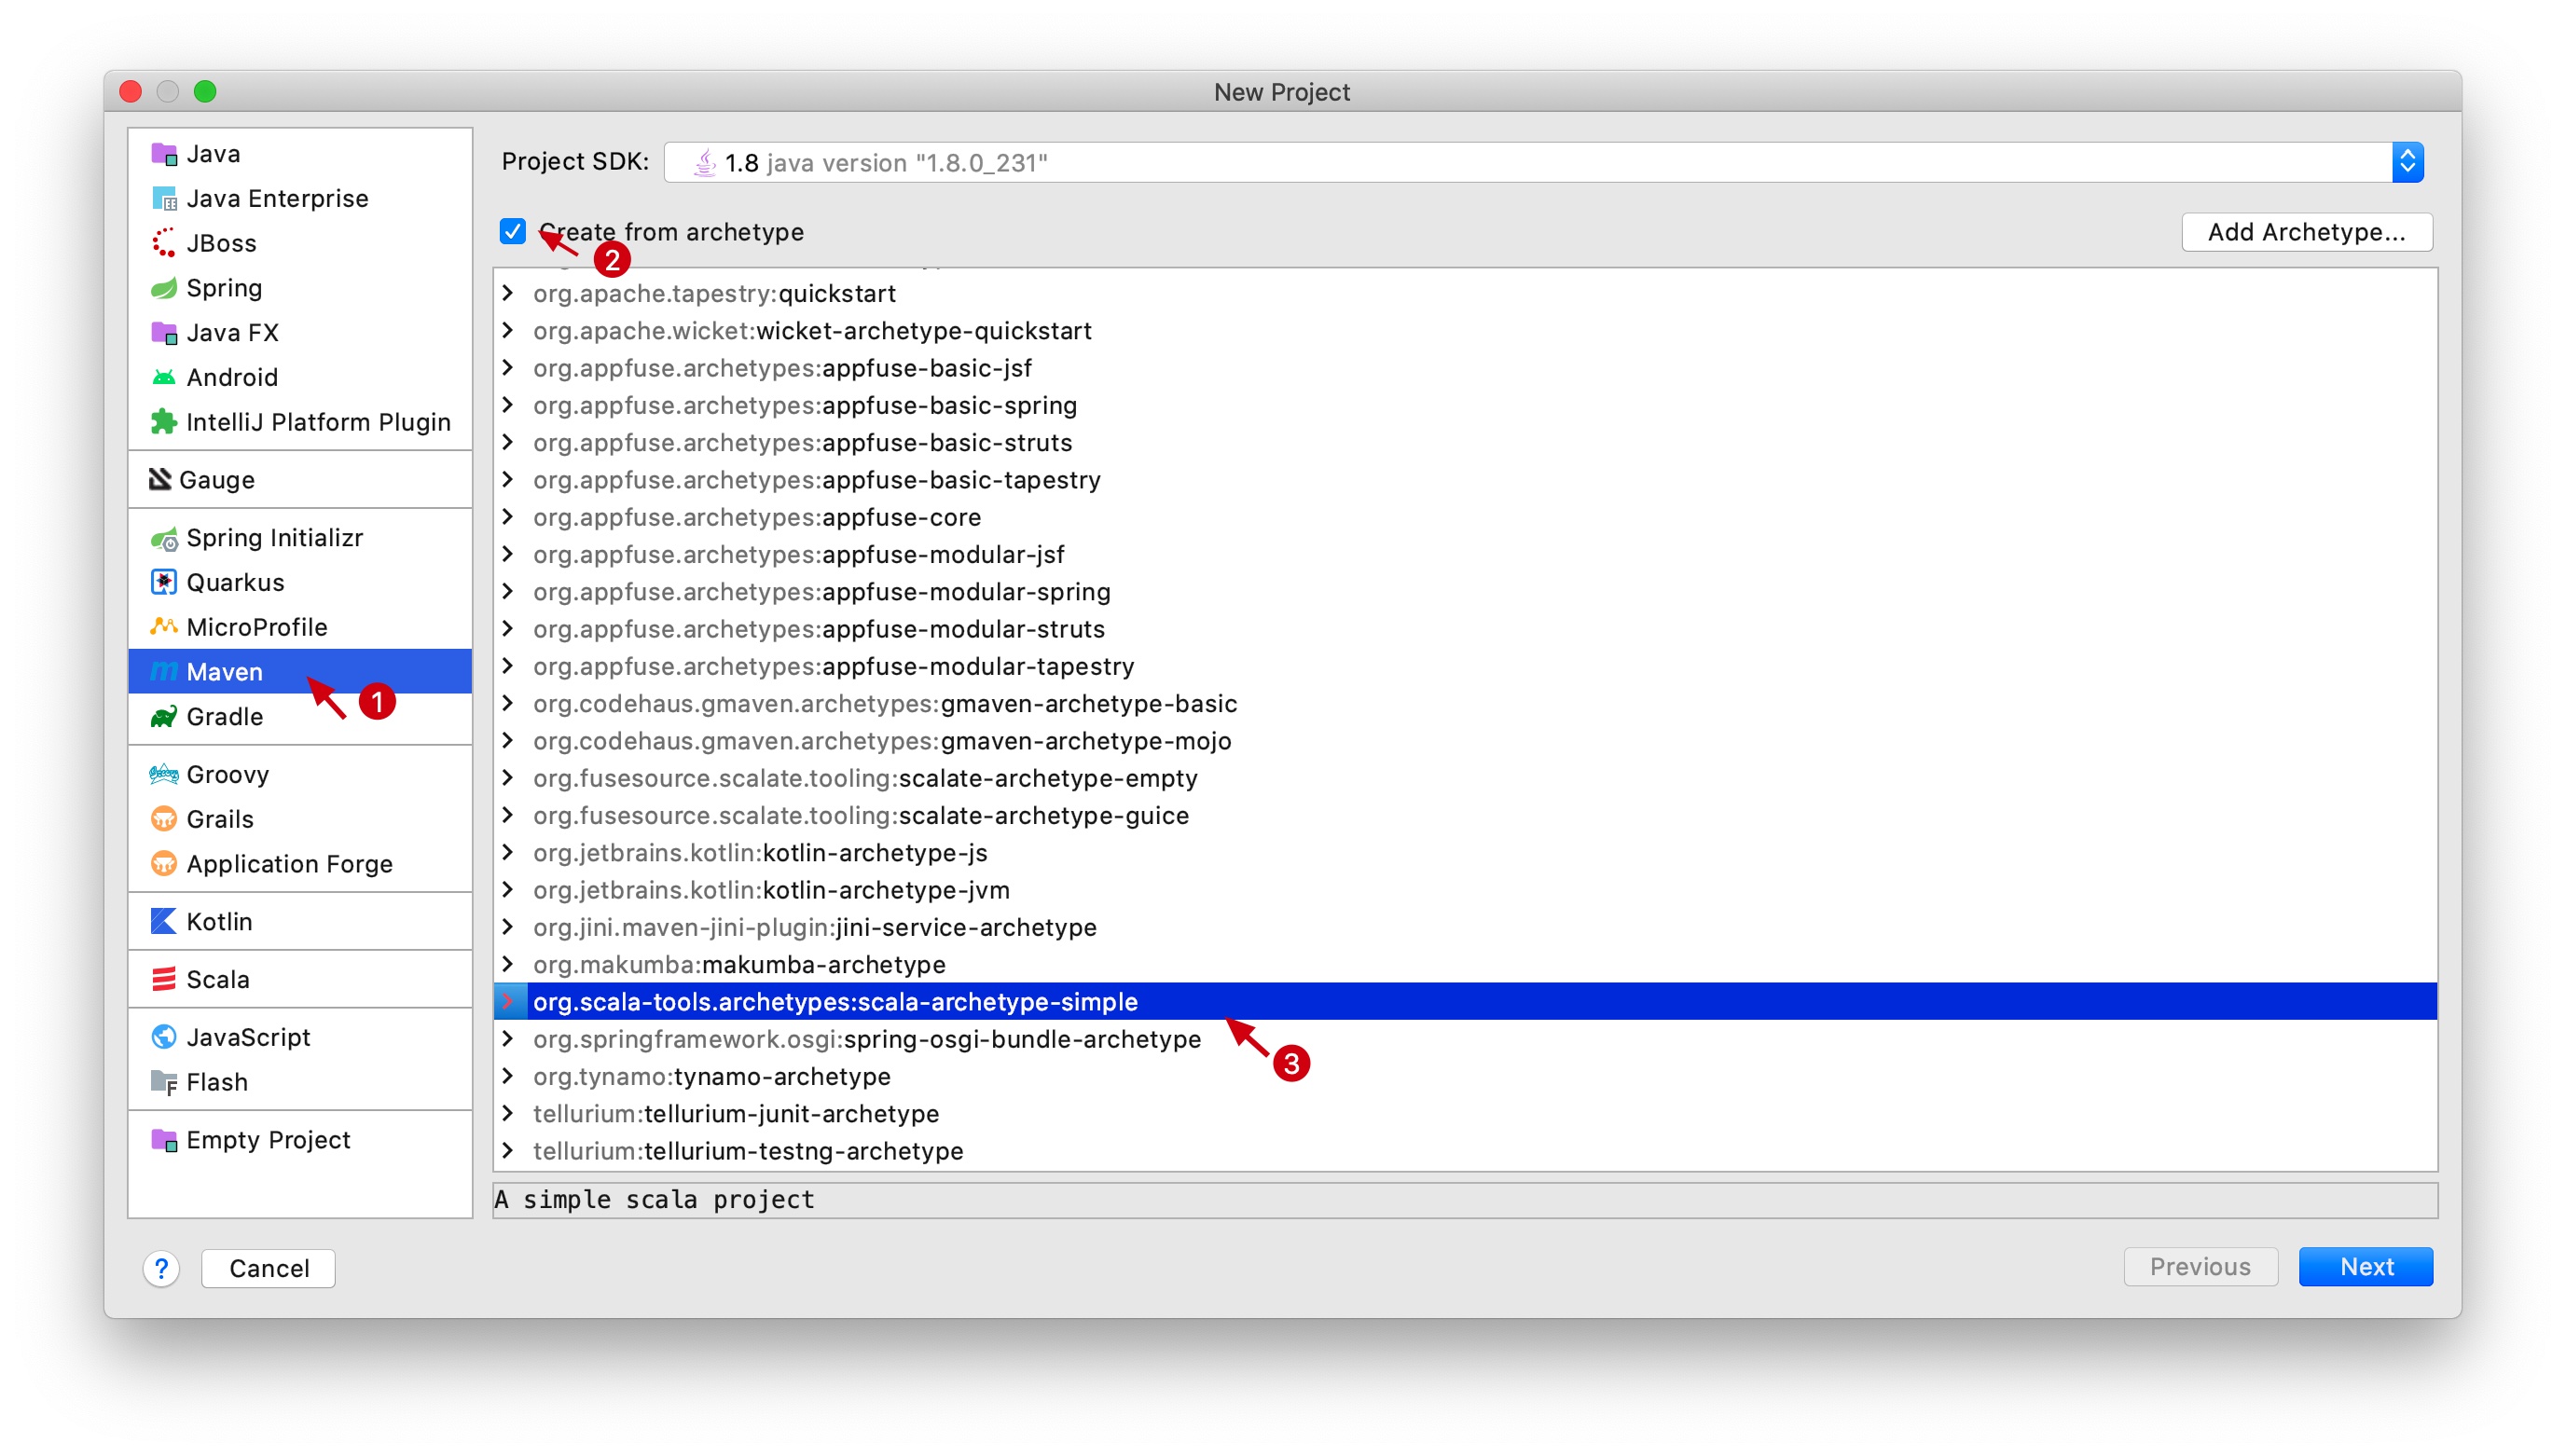 New Project
Java
Java Enterprise
JBoss
Spring
Java FX
Android
IntelliJ Platform Plugin
Gauge
Spring Initializr
Quarkus
MicroProfile
Maven
1
Gradle
Groovy
Grails
Application Forge
Kotlin
Scala
JavaScript
Flash
Empty Project
Project SDK: 1.8 java version "1.8.0_231"
Create from archetype
2
Add Archetype...
org.apache.tapestry:quickstart
org.apache.wicket:wicket-archetype-quickstart
org.appfuse.archetypes:appfuse-basic-jsf
org.appfuse.archetypes:appfuse-basic-spring
org.appfuse.archetypes:appfuse-basic-struts
org.appfuse.archetypes:appfuse-basic-tapestry
org.appfuse.archetypes:appfuse-core
org.appfuse.archetypes:appfuse-modular-jsf
org.appfuse.archetypes:appfuse-modular-spring
org.appfuse.archetypes:appfuse-modular-struts
org.appfuse.archetypes:appfuse-modular-tapestry
org.codehaus.gmaven.archetypes:gmaven-archetype-basic
org.codehaus.gmaven.archetypes:gmaven-archetype-mojo
org.fusesource.scalate.tooling:scalate-archetype-empty
org.fusesource.scalate.tooling:scalate-archetype-guice
org.jetbrains.kotlin:kotlin-archetype-js
org.jetbrains.kotlin:kotlin-archetype-jvm
org.jini.maven-jini-plugin:jini-service-archetype
org.makumba:makumba-archetype
org.scala-tools.archetypes:scala-archetype-simple
org.springframework.osgi:spring-osgi-bundle-archetype
3
org.tynamo:tynamo-archetype
tellurium:tellurium-junit-archetype
tellurium:tellurium-testng-archetype
A simple scala project
?
Cancel
Previous
Next